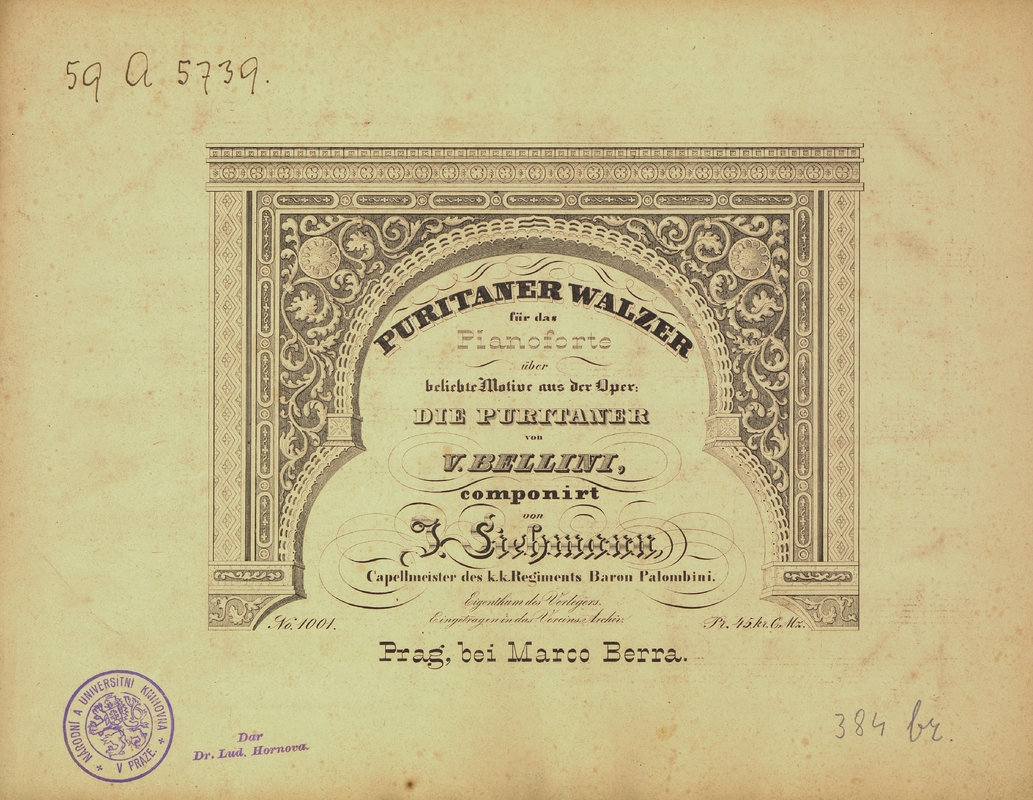 59 A 5739.
PURITANER WALZER
für das
Pianoforte
über
beliebte Motive aus der Oper:
DIE PURITANER
von
V. BELLINI,
componirt
von
Capellmeister des k.k. Regiments Baron Palombini.
Eigenthum des Verlegers.
Eingetragen in das Vereins Archiv.
No. 1001.
Pr. 45 kr. C. Mz.
Prag, bei Marco Berra.
NÁRODNÍ A UNIVERSITNÍ KNIHOVNA
V PRAZE.
Dar
Dr. Lud. Hornova.
384 br.